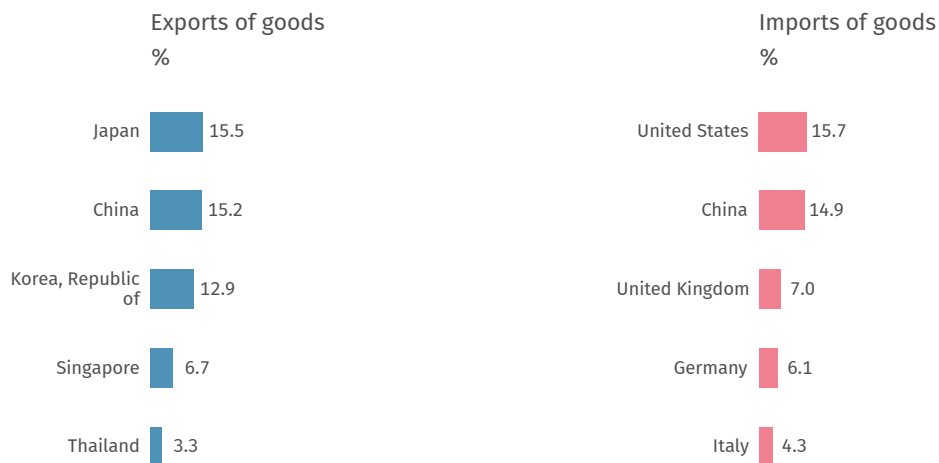 Exports of goods
%
Japan 15.5
China 15.2
Korea, Republic
of 12.9
Singapore 6.7
Thailand 3.3
Imports of goods
%
United States 15.7
China 14.9
United Kingdom 7.0
Germany 6.1
Italy 4.3